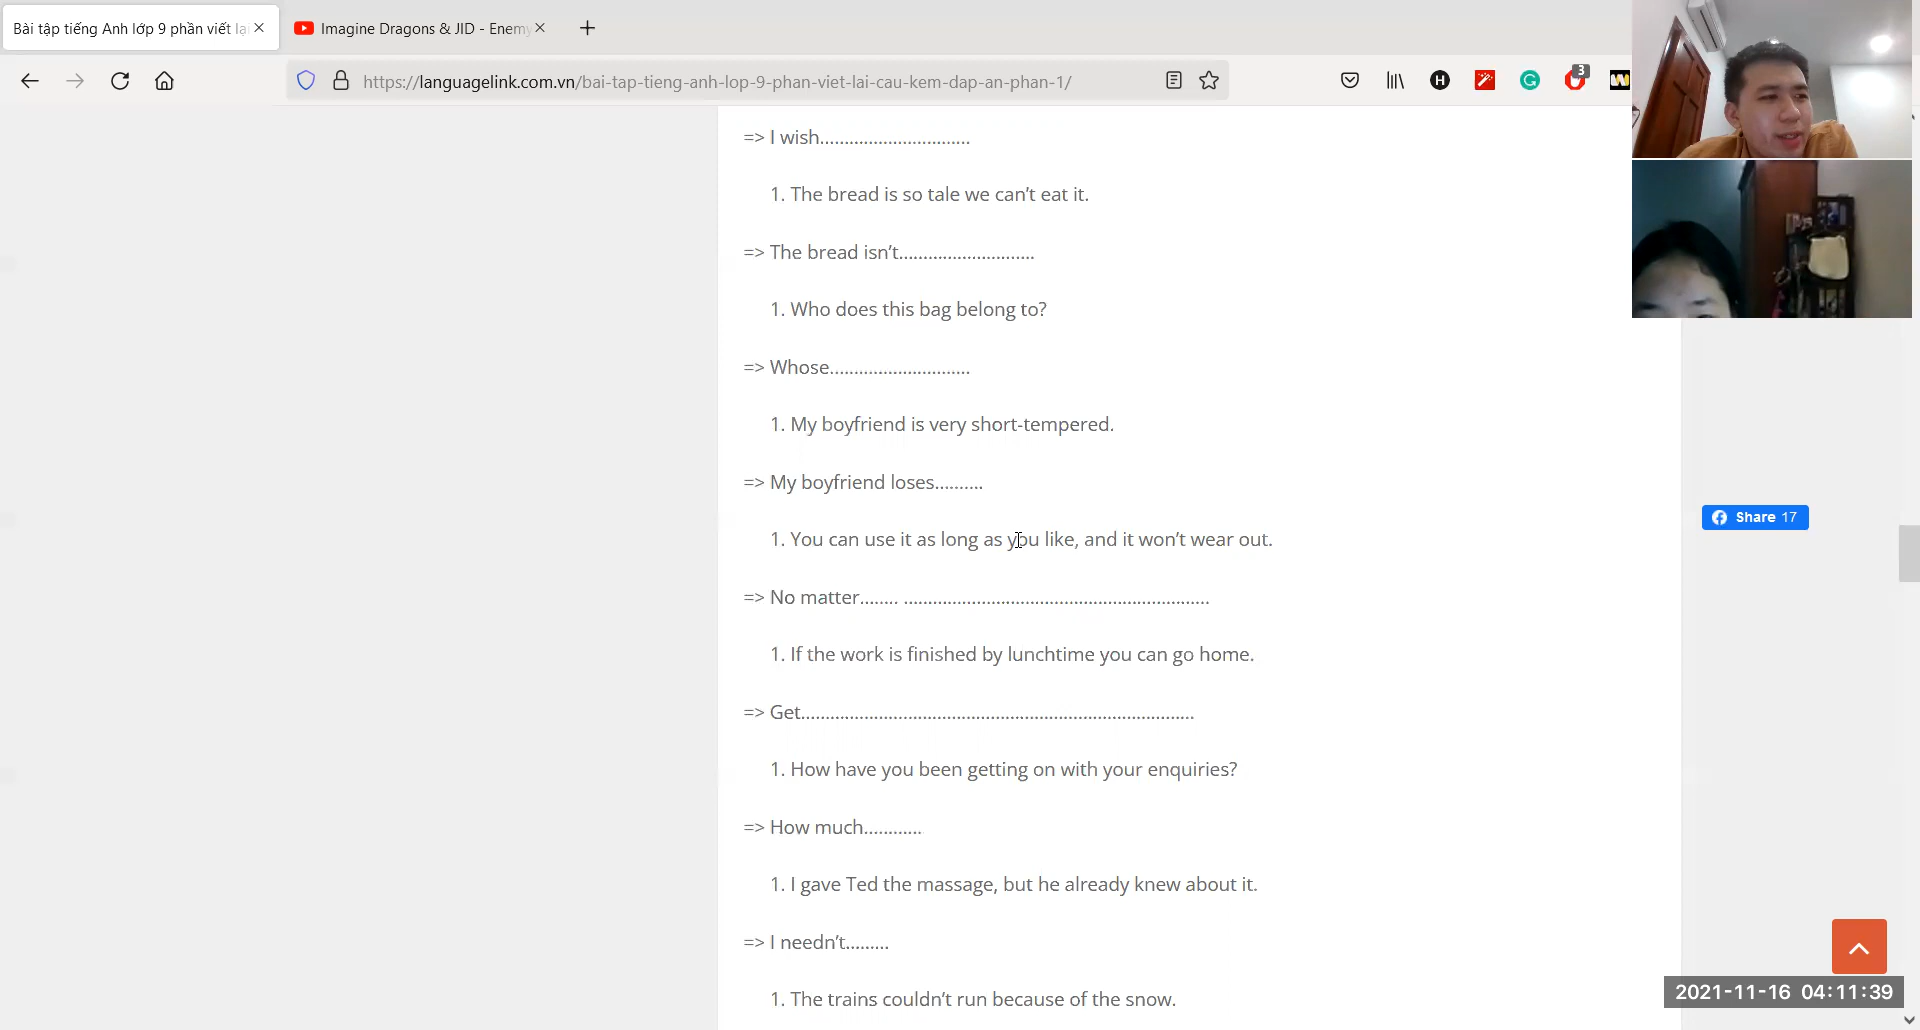 Bài tập tiếng Anh lớp 9 phần viết lại
Imagine Dragons & JID - Enemy
https://languagelink.com.vn/bai-tap-tieng-anh-lop-9-phan-viet-lai-cau-kem-dap-an-phan-1/
3
=> I wish..............................
1. The bread is so tale we can’t eat it.
=> The bread isn’t...........................
1. Who does this bag belong to?
=> Whose............................
1. My boyfriend is very short-tempered.
=> My boyfriend loses..........
1. You can use it as long as you like, and it won’t wear out.
Share 17
=> No matter........ ..............................................................
1. If the work is finished by lunchtime you can go home.
=> Get................................................................................
1. How have you been getting on with your enquiries?
=> How much............
1. I gave Ted the massage, but he already knew about it.
=> I needn’t.........
1. The trains couldn’t run because of the snow.
2021-11-16 04:11:39